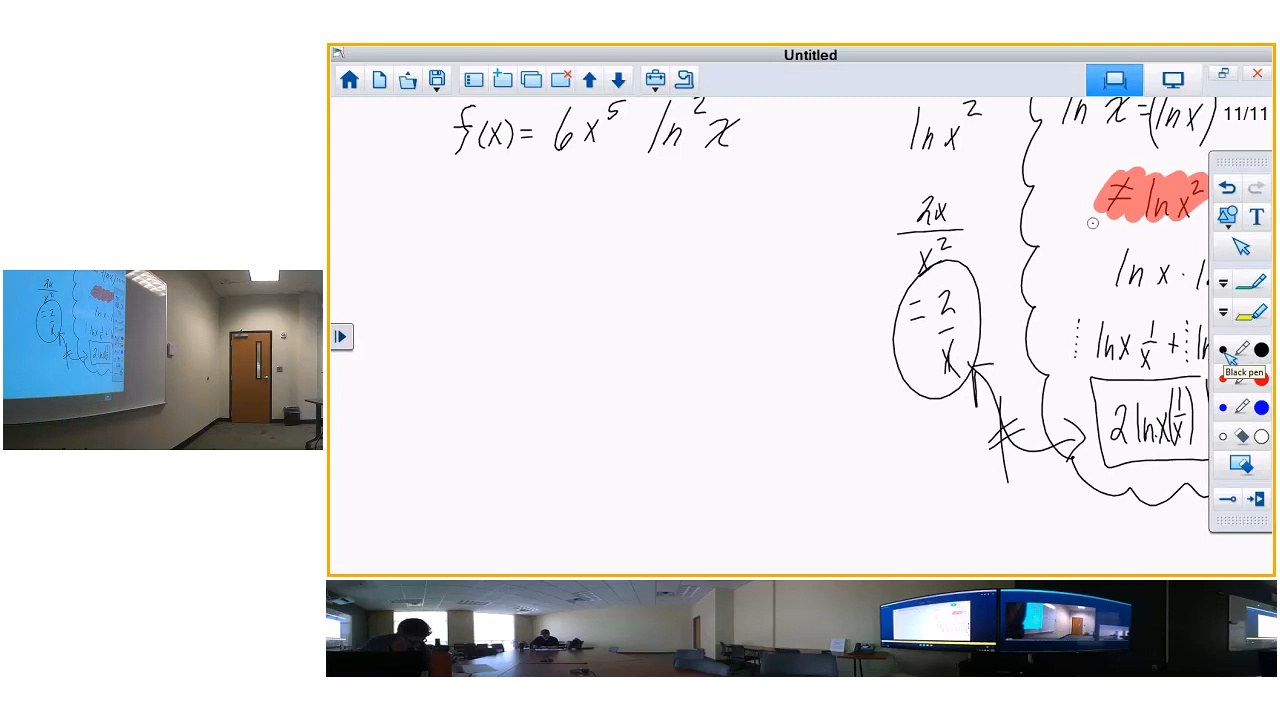 Untitled
f(x) = 6x⁵ ln²x
ln x²
2x
x²
= 2
x
ln²x = (ln x)
11/11
≠ ln x²
ln x · l
ln x 1/x + ln
2 ln x (1/x)
Black pen
T